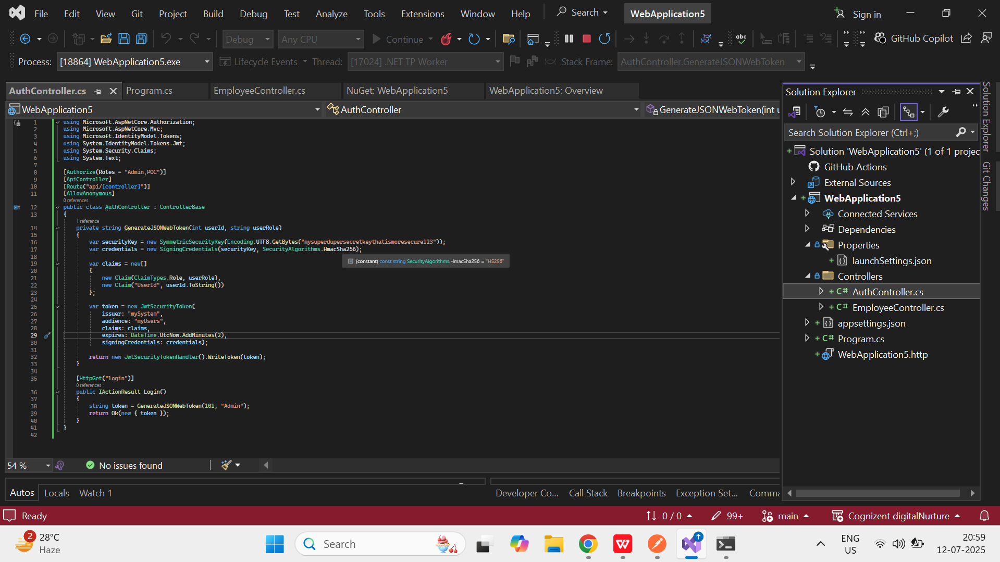 File Edit View Git Project Build Debug Test Analyze Tools Extensions Window Help Search WebApplication5 Sign in
Debug Any CPU Continue abc GitHub Copilot
Process: [18864] WebApplication5.exe Lifecycle Events Thread: [17024] .NET TP Worker Stack Frame: AuthController.GenerateJSONWebToken
AuthController.cs Program.cs EmployeeController.cs NuGet: WebApplication5 WebApplication5: Overview
WebApplication5 AuthController GenerateJSONWebToken(int u
1 using Microsoft.AspNetCore.Authorization;
2 using Microsoft.AspNetCore.Mvc;
3 using Microsoft.IdentityModel.Tokens;
4 using System.IdentityModel.Tokens.Jwt;
5 using System.Security.Claims;
6 using System.Text;
7
8 [Authorize(Roles = "Admin,POC")]
9 [ApiController]
10 [Route("api/[controller]")]
11 [AllowAnonymous]
0 references
12 public class AuthController : ControllerBase
13 {
1 reference
14 private string GenerateJSONWebToken(int userId, string userRole)
15 {
16 var securityKey = new SymmetricSecurityKey(Encoding.UTF8.GetBytes("mysuperdupersecretkeythatismoresecure123"));
17 var credentials = new SigningCredentials(securityKey, SecurityAlgorithms.HmacSha256);
18
(constant) const string SecurityAlgorithms.HmacSha256 = "HS256"
19 var claims = new[]
20 {
21 new Claim(ClaimTypes.Role, userRole),
22 new Claim("UserId", userId.ToString())
23 };
24
25 var token = new JwtSecurityToken(
26 issuer: "mySystem",
27 audience: "myUsers",
28 claims: claims,
29 expires: DateTime.UtcNow.AddMinutes(2),
30 signingCredentials: credentials);
31
32 return new JwtSecurityTokenHandler().WriteToken(token);
33 }
34
35 [HttpGet("login")]
0 references
36 public IActionResult Login()
37 {
38 string token = GenerateJSONWebToken(101, "Admin");
39 return Ok(new { token });
40 }
41 }
42
54 % No issues found
Autos Locals Watch 1 Developer Co... Call Stack Breakpoints Exception Set... Comma
Solution Explorer
Search Solution Explorer (Ctrl+;)
Solution 'WebApplication5' (1 of 1 projec
GitHub Actions
External Sources
WebApplication5
Connected Services
Dependencies
Properties
launchSettings.json
Controllers
C# AuthController.cs
C# EmployeeController.cs
appsettings.json
C# Program.cs
WebApplication5.http
Solution Explorer
Git Changes
Ready 0 / 0 99+ main Cognizent digitalNurture
2 28°C
Haze
Search
ENG
US
20:59
12-07-2025